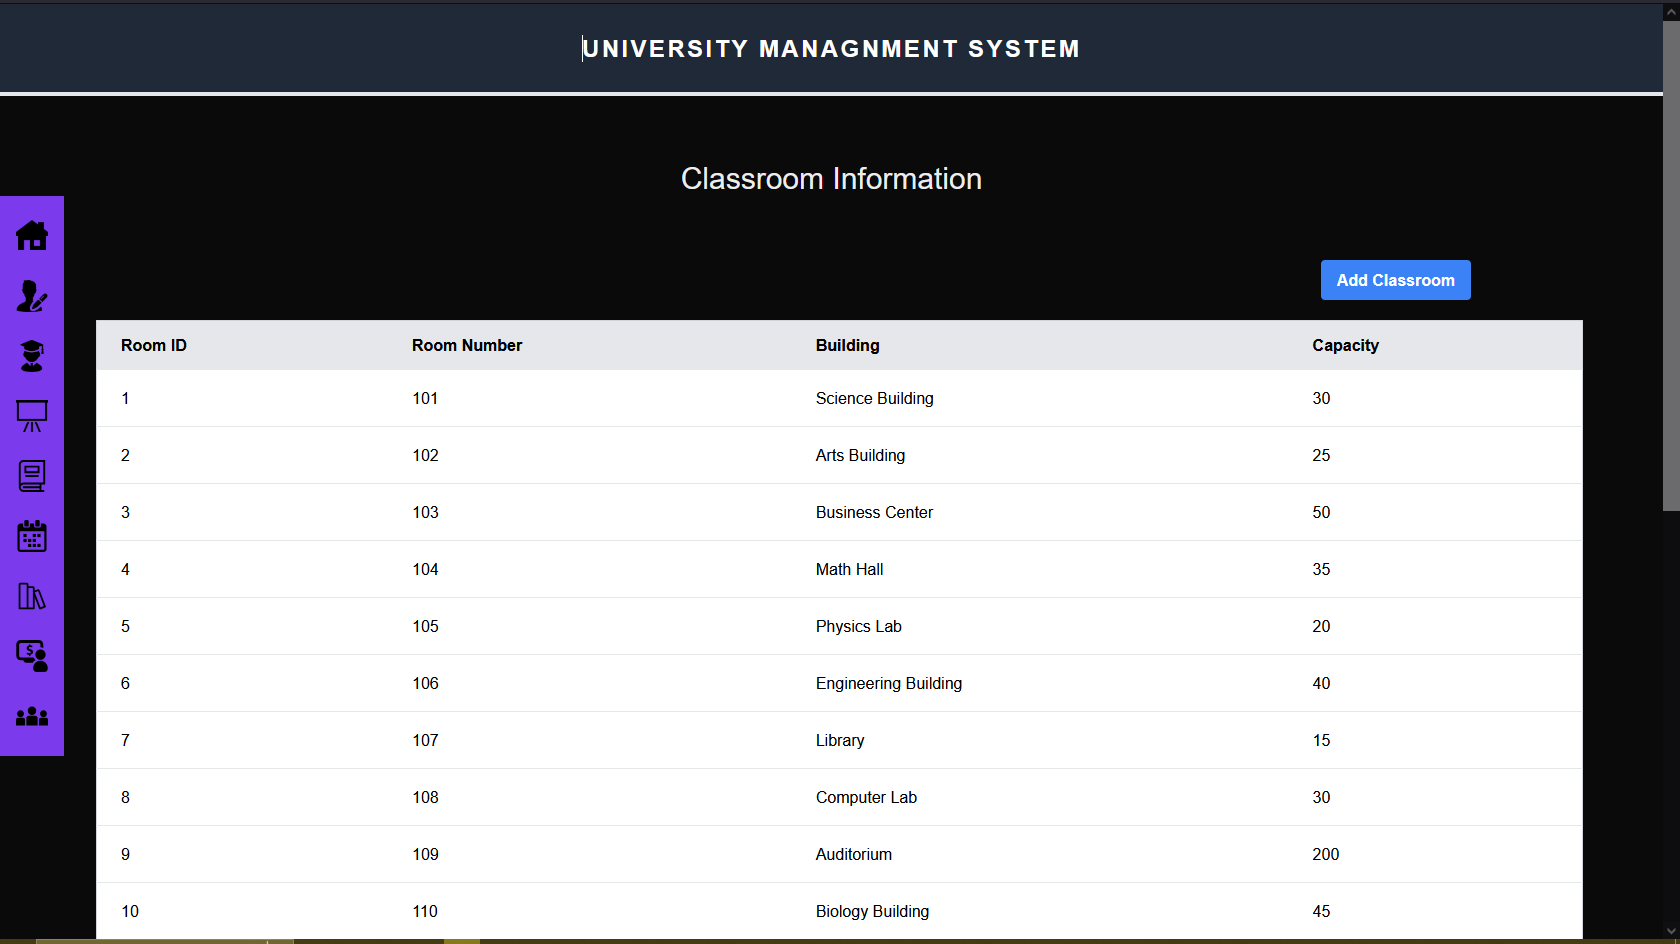 UNIVERSITY MANAGNMENT SYSTEM
Classroom Information
Add Classroom
Room ID Room Number Building Capacity
1 101 Science Building 30
2 102 Arts Building 25
3 103 Business Center 50
4 104 Math Hall 35
5 105 Physics Lab 20
6 106 Engineering Building 40
7 107 Library 15
8 108 Computer Lab 30
9 109 Auditorium 200
10 110 Biology Building 45